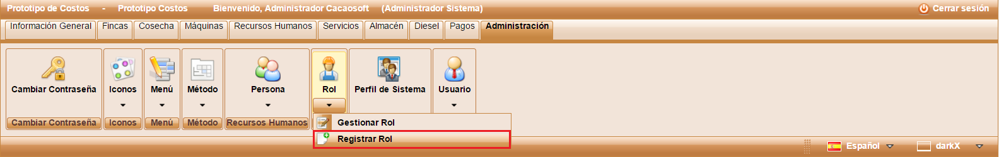 Prototipo de Costos - Prototipo Costos Bienvenido, Administrador Cacaosoft (Administrador Sistema) Cerrar sesión
Información General Fincas Cosecha Máquinas Recursos Humanos Servicios Almacén Diesel Pagos Administración
Cambiar Contraseña Iconos Menú Método Persona Rol Perfil de Sistema Usuario
Cambiar Contraseña Iconos Menú Método Recursos Humanos
Gestionar Rol
Registrar Rol
Español darkX